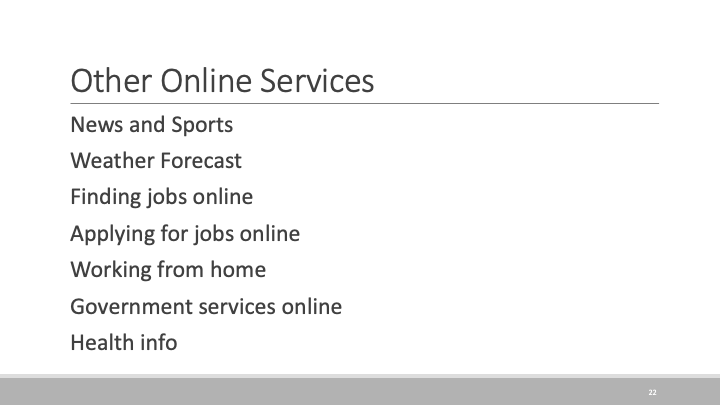 Other Online Services
News and Sports
Weather Forecast
Finding jobs online
Applying for jobs online
Working from home
Government services online
Health info
22